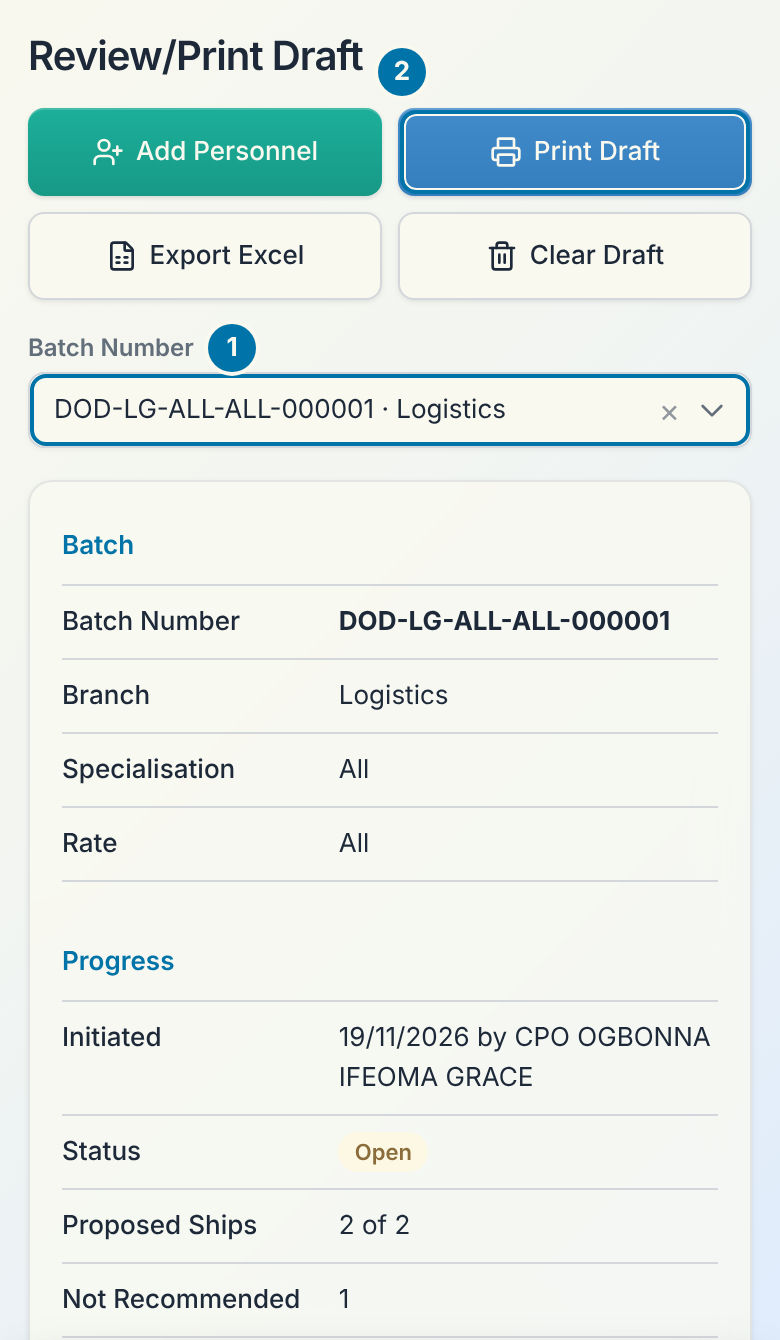 Review/Print Draft
2
Add Personnel
Print Draft
Export Excel
Clear Draft
Batch Number 1
DOD-LG-ALL-ALL-000001 · Logistics
Batch
Batch Number DOD-LG-ALL-ALL-000001
Branch Logistics
Specialisation All
Rate All
Progress
Initiated 19/11/2026 by CPO OGBONNA
IFEOMA GRACE
Status Open
Proposed Ships 2 of 2
Not Recommended 1